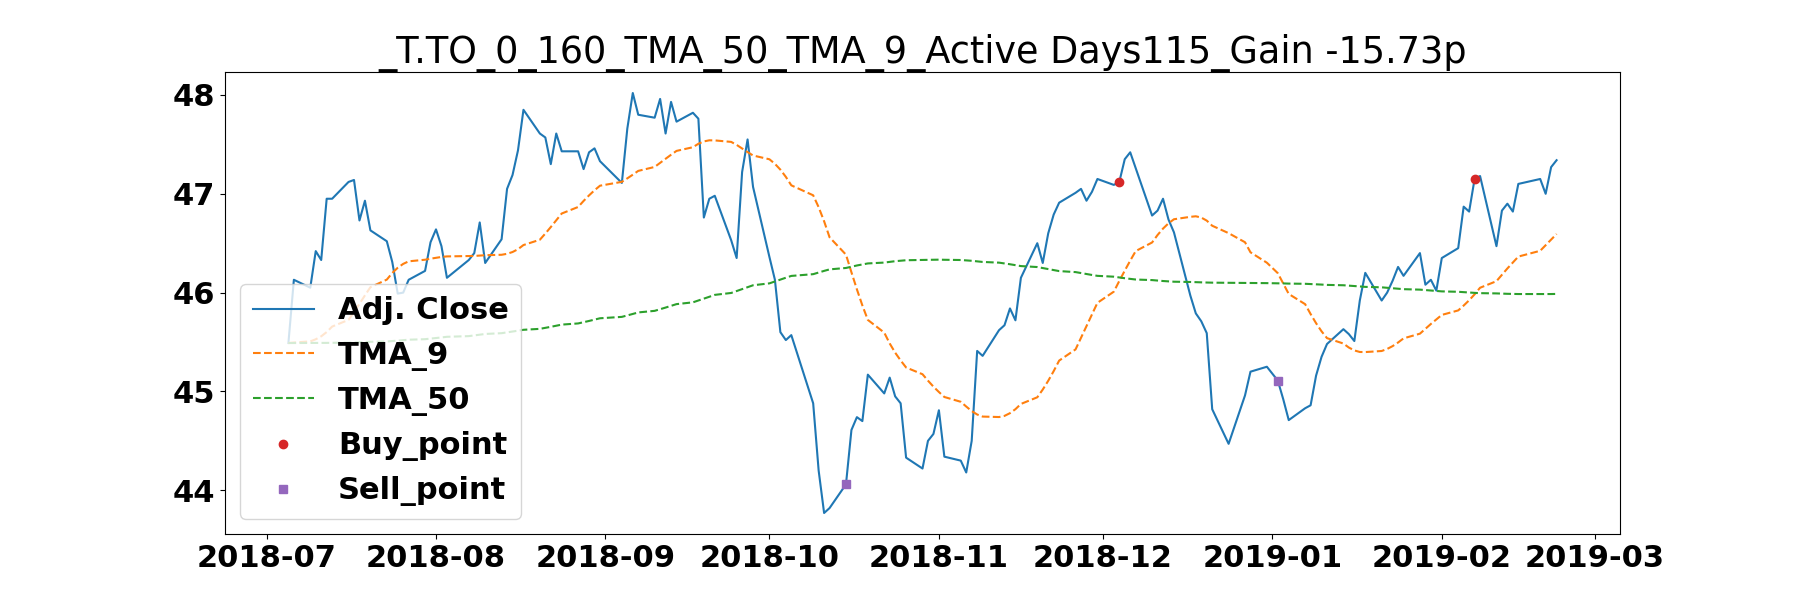 _T.TO_0_160_TMA_50_TMA_9_Active Days115_Gain -15.73p
48
47
46
45
44
Adj. Close
TMA_9
TMA_50
Buy_point
Sell_point
2018-07 2018-08 2018-09 2018-10 2018-11 2018-12 2019-01 2019-02 2019-03